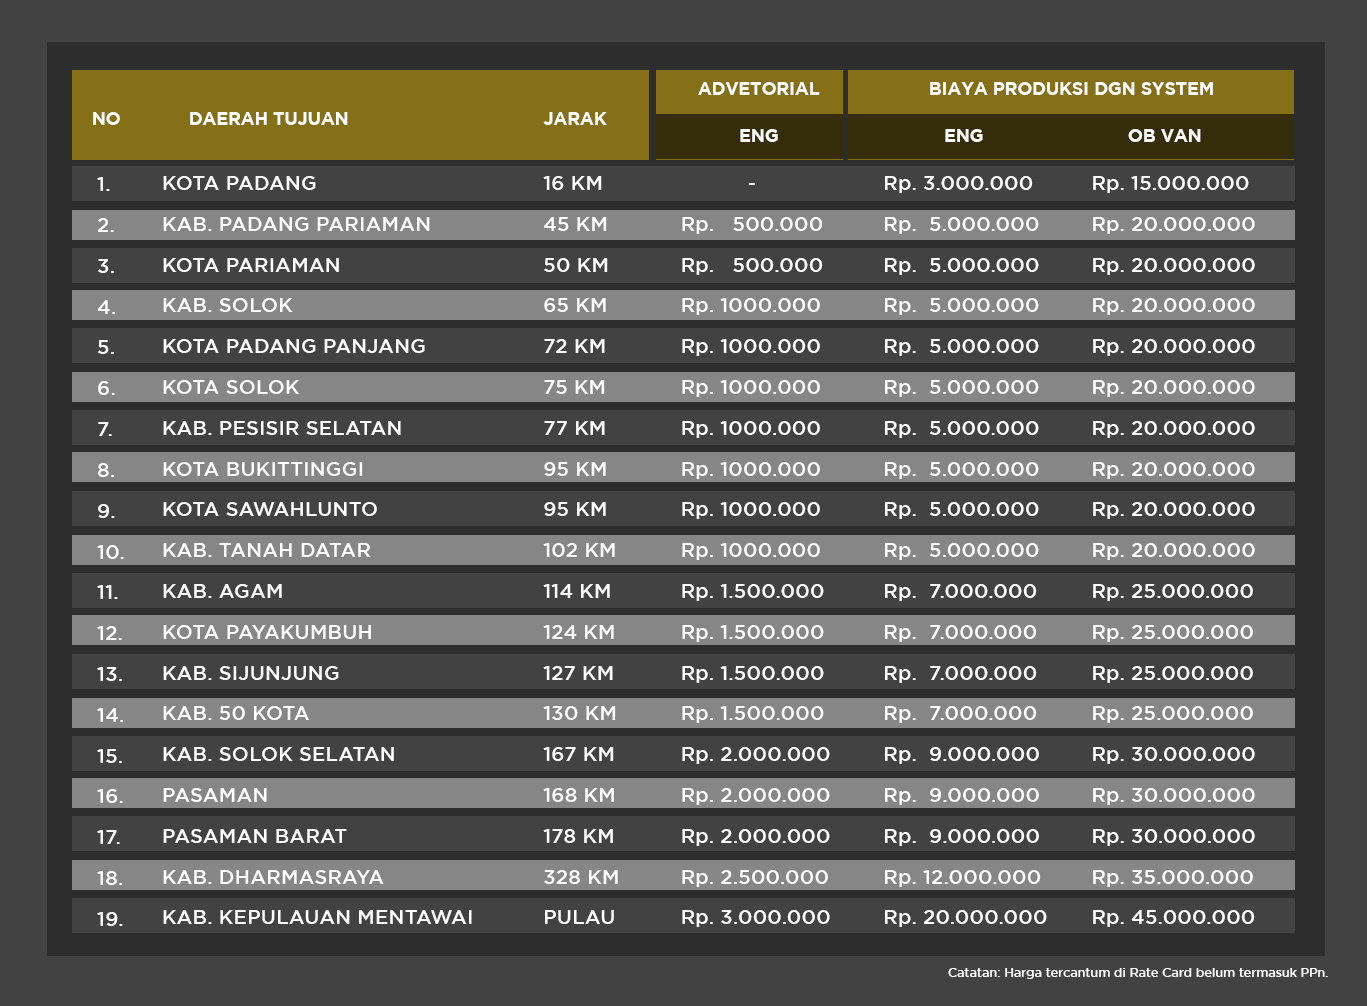 NO DAERAH TUJUAN JARAK ADVETORIAL BIAYA PRODUKSI DGN SYSTEM
ENG ENG OB VAN
1. KOTA PADANG 16 KM - Rp. 3.000.000 Rp. 15.000.000
2. KAB. PADANG PARIAMAN 45 KM Rp. 500.000 Rp. 5.000.000 Rp. 20.000.000
3. KOTA PARIAMAN 50 KM Rp. 500.000 Rp. 5.000.000 Rp. 20.000.000
4. KAB. SOLOK 65 KM Rp. 1000.000 Rp. 5.000.000 Rp. 20.000.000
5. KOTA PADANG PANJANG 72 KM Rp. 1000.000 Rp. 5.000.000 Rp. 20.000.000
6. KOTA SOLOK 75 KM Rp. 1000.000 Rp. 5.000.000 Rp. 20.000.000
7. KAB. PESISIR SELATAN 77 KM Rp. 1000.000 Rp. 5.000.000 Rp. 20.000.000
8. KOTA BUKITTINGGI 95 KM Rp. 1000.000 Rp. 5.000.000 Rp. 20.000.000
9. KOTA SAWAHLUNTO 95 KM Rp. 1000.000 Rp. 5.000.000 Rp. 20.000.000
10. KAB. TANAH DATAR 102 KM Rp. 1000.000 Rp. 5.000.000 Rp. 20.000.000
11. KAB. AGAM 114 KM Rp. 1.500.000 Rp. 7.000.000 Rp. 25.000.000
12. KOTA PAYAKUMBUH 124 KM Rp. 1.500.000 Rp. 7.000.000 Rp. 25.000.000
13. KAB. SIJUNJUNG 127 KM Rp. 1.500.000 Rp. 7.000.000 Rp. 25.000.000
14. KAB. 50 KOTA 130 KM Rp. 1.500.000 Rp. 7.000.000 Rp. 25.000.000
15. KAB. SOLOK SELATAN 167 KM Rp. 2.000.000 Rp. 9.000.000 Rp. 30.000.000
16. PASAMAN 168 KM Rp. 2.000.000 Rp. 9.000.000 Rp. 30.000.000
17. PASAMAN BARAT 178 KM Rp. 2.000.000 Rp. 9.000.000 Rp. 30.000.000
18. KAB. DHARMASRAYA 328 KM Rp. 2.500.000 Rp. 12.000.000 Rp. 35.000.000
19. KAB. KEPULAUAN MENTAWAI PULAU Rp. 3.000.000 Rp. 20.000.000 Rp. 45.000.000
Catatan: Harga tercantum di Rate Card belum termasuk PPn.